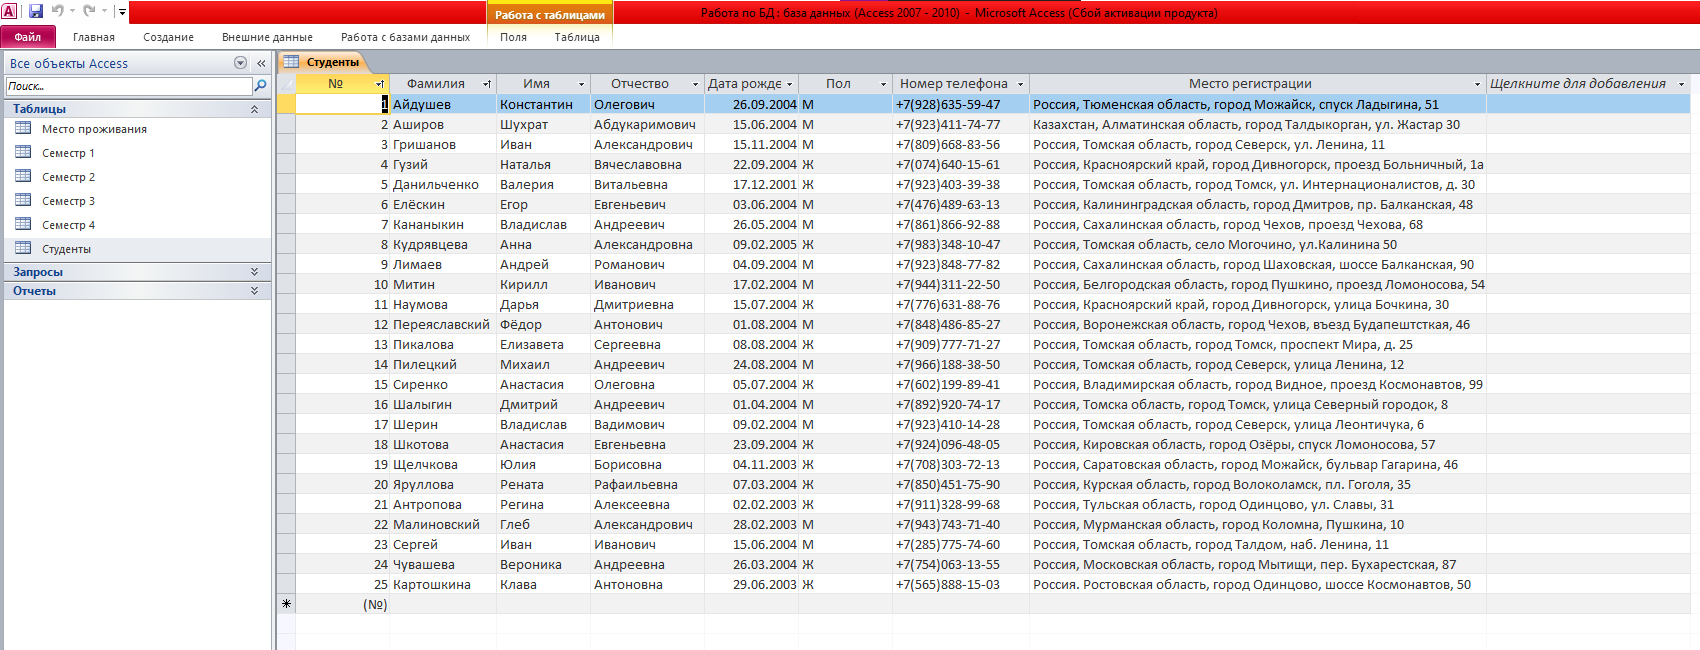 Работа с таблицами
Работа по БД : база данных (Access 2007 - 2010) - Microsoft Access (Сбой активации продукта)
Файл Главная Создание Внешние данные Работа с базами данных Поля Таблица
Все объекты Access
Поиск...
Таблицы
Место проживания
Семестр 1
Семестр 2
Семестр 3
Семестр 4
Студенты
Запросы
Отчеты
Студенты
№ Фамилия Имя Отчество Дата рожде Пол Номер телефона Место регистрации Щелкните для добавления
1 Айдушев Константин Олегович 26.09.2004 М +7(928)635-59-47 Россия, Тюменская область, город Можайск, спуск Ладыгина, 51
2 Аширов Шухрат Абдукаримович 15.06.2004 М +7(923)411-74-77 Казахстан, Алматинская область, город Талдыкорган, ул. Жастар 30
3 Гришанов Иван Александрович 15.11.2004 М +7(809)668-83-56 Россия, Томская область, город Северск, ул. Ленина, 11
4 Гузий Наталья Вячеславовна 22.09.2004 Ж +7(074)640-15-61 Россия, Красноярский край, город Дивногорск, проезд Больничный, 1а
5 Данильченко Валерия Витальевна 17.12.2001 Ж +7(923)403-39-38 Россия, Томская область, город Томск, ул. Интернационалистов, д. 30
6 Елёскин Егор Евгеньевич 03.06.2004 М +7(476)489-63-13 Россия, Калининградская область, город Дмитров, пр. Балканская, 48
7 Кананыкин Владислав Андреевич 26.05.2004 М +7(861)866-92-88 Россия, Сахалинская область, город Чехов, проезд Чехова, 68
8 Кудрявцева Анна Александровна 09.02.2005 Ж +7(983)348-10-47 Россия, Томская область, село Могочино, ул.Калинина 50
9 Лимаев Андрей Романович 04.09.2004 М +7(923)848-77-82 Россия, Сахалинская область, город Шаховская, шоссе Балканская, 90
10 Митин Кирилл Иванович 17.02.2004 М +7(944)311-22-50 Россия, Белгородская область, город Пушкино, проезд Ломоносова, 54
11 Наумова Дарья Дмитриевна 15.07.2004 Ж +7(776)631-88-76 Россия, Красноярский край, город Дивногорск, улица Бочкина, 30
12 Переяславский Фёдор Антонович 01.08.2004 М +7(848)486-85-27 Россия, Воронежская область, город Чехов, въезд Будапештсткая, 46
13 Пикалова Елизавета Сергеевна 08.08.2004 Ж +7(909)777-71-27 Россия, Томская область, город Томск, проспект Мира, д. 25
14 Пилецкий Михаил Андреевич 24.08.2004 М +7(966)188-38-50 Россия, Томская область, город Северск, улица Ленина, 12
15 Сиренко Анастасия Олеговна 05.07.2004 Ж +7(602)199-89-41 Россия, Владимирская область, город Видное, проезд Космонавтов, 99
16 Шалыгин Дмитрий Андреевич 01.04.2004 М +7(892)920-74-17 Россия, Томска область, город Томск, улица Северный городок, 8
17 Шерин Владислав Вадимович 09.02.2004 М +7(923)410-14-28 Россия, Томская область, город Северск, улица Леонтичука, 6
18 Шкотова Анастасия Евгеньевна 23.09.2004 Ж +7(924)096-48-05 Россия, Кировская область, город Озёры, спуск Ломоносова, 57
19 Щелчкова Юлия Борисовна 04.11.2003 Ж +7(708)303-72-13 Россия, Саратовская область, город Можайск, бульвар Гагарина, 46
20 Яруллова Рената Рафаильевна 07.03.2004 Ж +7(850)451-75-90 Россия, Курская область, город Волоколамск, пл. Гоголя, 35
21 Антропова Регина Алексеевна 02.02.2003 Ж +7(911)328-99-68 Россия, Тульская область, город Одинцово, ул. Славы, 31
22 Малиновский Глеб Александрович 28.02.2003 М +7(943)743-71-40 Россия, Мурманская область, город Коломна, Пушкина, 10
23 Сергей Иван Иванович 15.06.2004 М +7(285)775-74-60 Россия, Томская область, город Талдом, наб. Ленина, 11
24 Чувашева Вероника Андреевна 26.03.2004 Ж +7(754)063-13-55 Россия, Московская область, город Мытищи, пер. Бухарестская, 87
25 Картошкина Клава Антоновна 29.06.2003 Ж +7(565)888-15-03 Россия. Ростовская область, город Одинцово, шоссе Космонавтов, 50
(№)